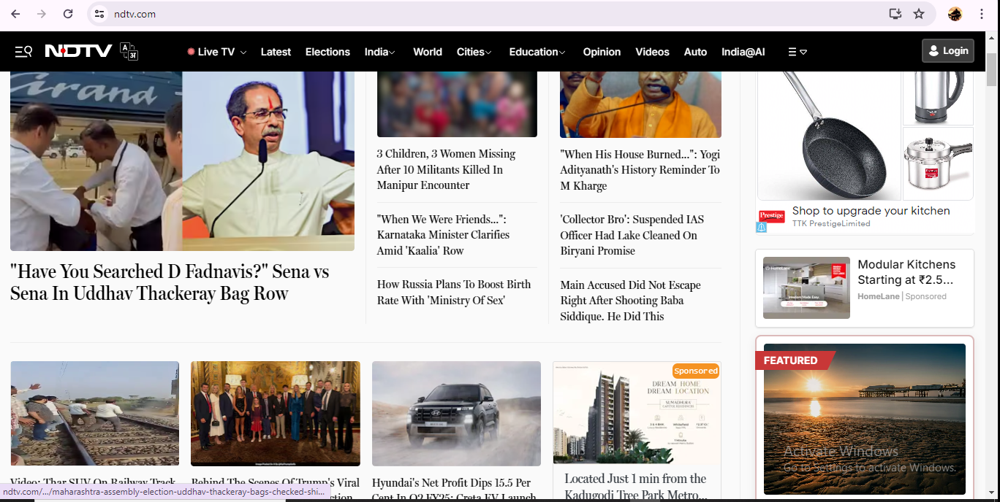 ndtv.com
NDTV
A
अ
Live TV
Latest
Elections
India
World
Cities
Education
Opinion
Videos
Auto
India@AI
Login
"Have You Searched D Fadnavis?" Sena vs
Sena In Uddhav Thackeray Bag Row
3 Children, 3 Women Missing
After 10 Militants Killed In
Manipur Encounter
"When We Were Friends...":
Karnataka Minister Clarifies
Amid 'Kaalia' Row
How Russia Plans To Boost Birth
Rate With 'Ministry Of Sex'
"When His House Burned...": Yogi
Adityanath's History Reminder To
M Kharge
'Collector Bro': Suspended IAS
Officer Had Lake Cleaned On
Biryani Promise
Main Accused Did Not Escape
Right After Shooting Baba
Siddique. He Did This
Prestige
Shop to upgrade your kitchen
TTK PrestigeLimited
Modular Kitchens
Starting at ₹2.5...
HomeLane | Sponsored
FEATURED
Sponsored
DREAM HOME
DREAM LOCATION
Video: Thar SUV On Railway Track
Behind The Scenes Of Trump's Viral
Hyundai's Net Profit Dips 15.5 Per
Cent In Q2 FY25; Creta EV Launch
Located Just 1 min from the
Kadugodi Tree Park Metro...
Activate Windows
Go to Settings to activate Windows.
ndtv.com/.../maharashtra-assembly-election-uddhav-thackeray-bags-checked-shi...